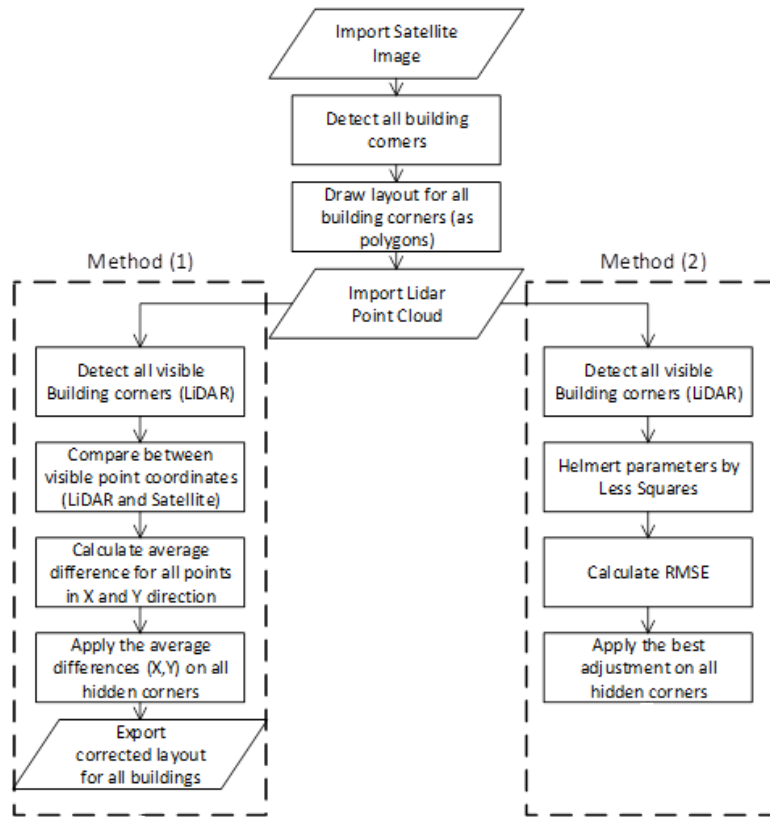 Import Satellite
Image
Detect all building
corners
Draw layout for all
building corners (as
polygons)
Import Lidar
Point Cloud
Method (1)
Detect all visible
Building corners (LiDAR)
Compare between
visible point coordinates
(LiDAR and Satellite)
Calculate average
difference for all points
in X and Y direction
Apply the average
differences (X,Y) on all
hidden corners
Export
corrected layout
for all buildings
Method (2)
Detect all visible
Building corners (LiDAR)
Helmert parameters by
Less Squares
Calculate RMSE
Apply the best
adjustment on all
hidden corners